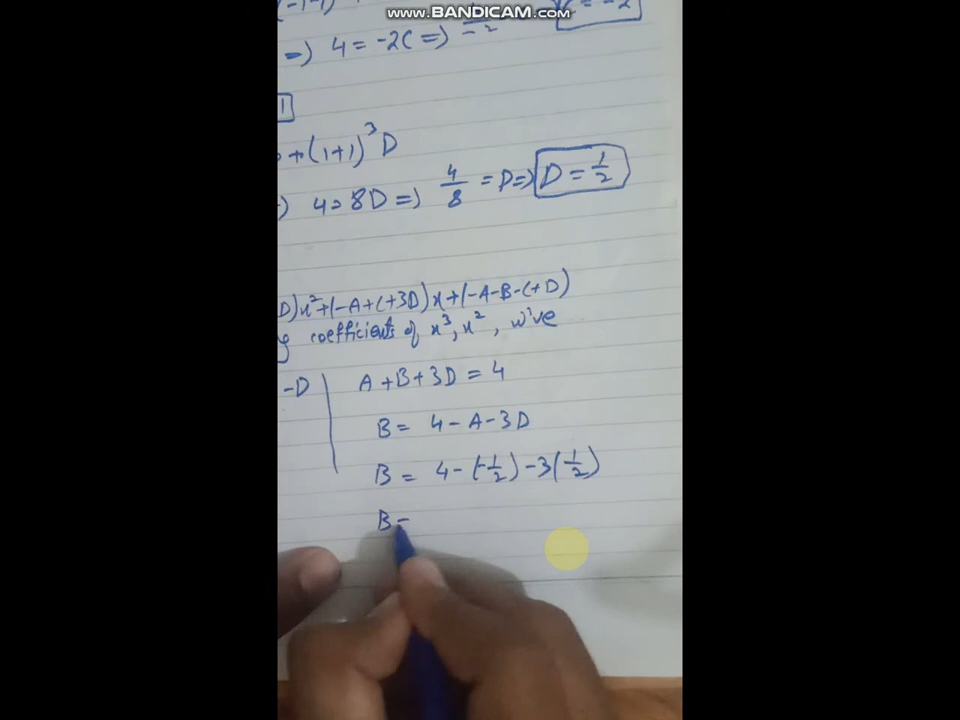 www.BANDICAM.com
=) 4 = -2C =)
1
+(1+1)³D
) 4 = 8D =) 4/8 = D =) D = 1/2
D)x²+(-A+C+3D)x+(-A-B-C+D)
g coefficients of x³, x², we've
-D | A+B+3D = 4
B = 4-A-3D
B = 4-(-1/2)-3(1/2)
B =